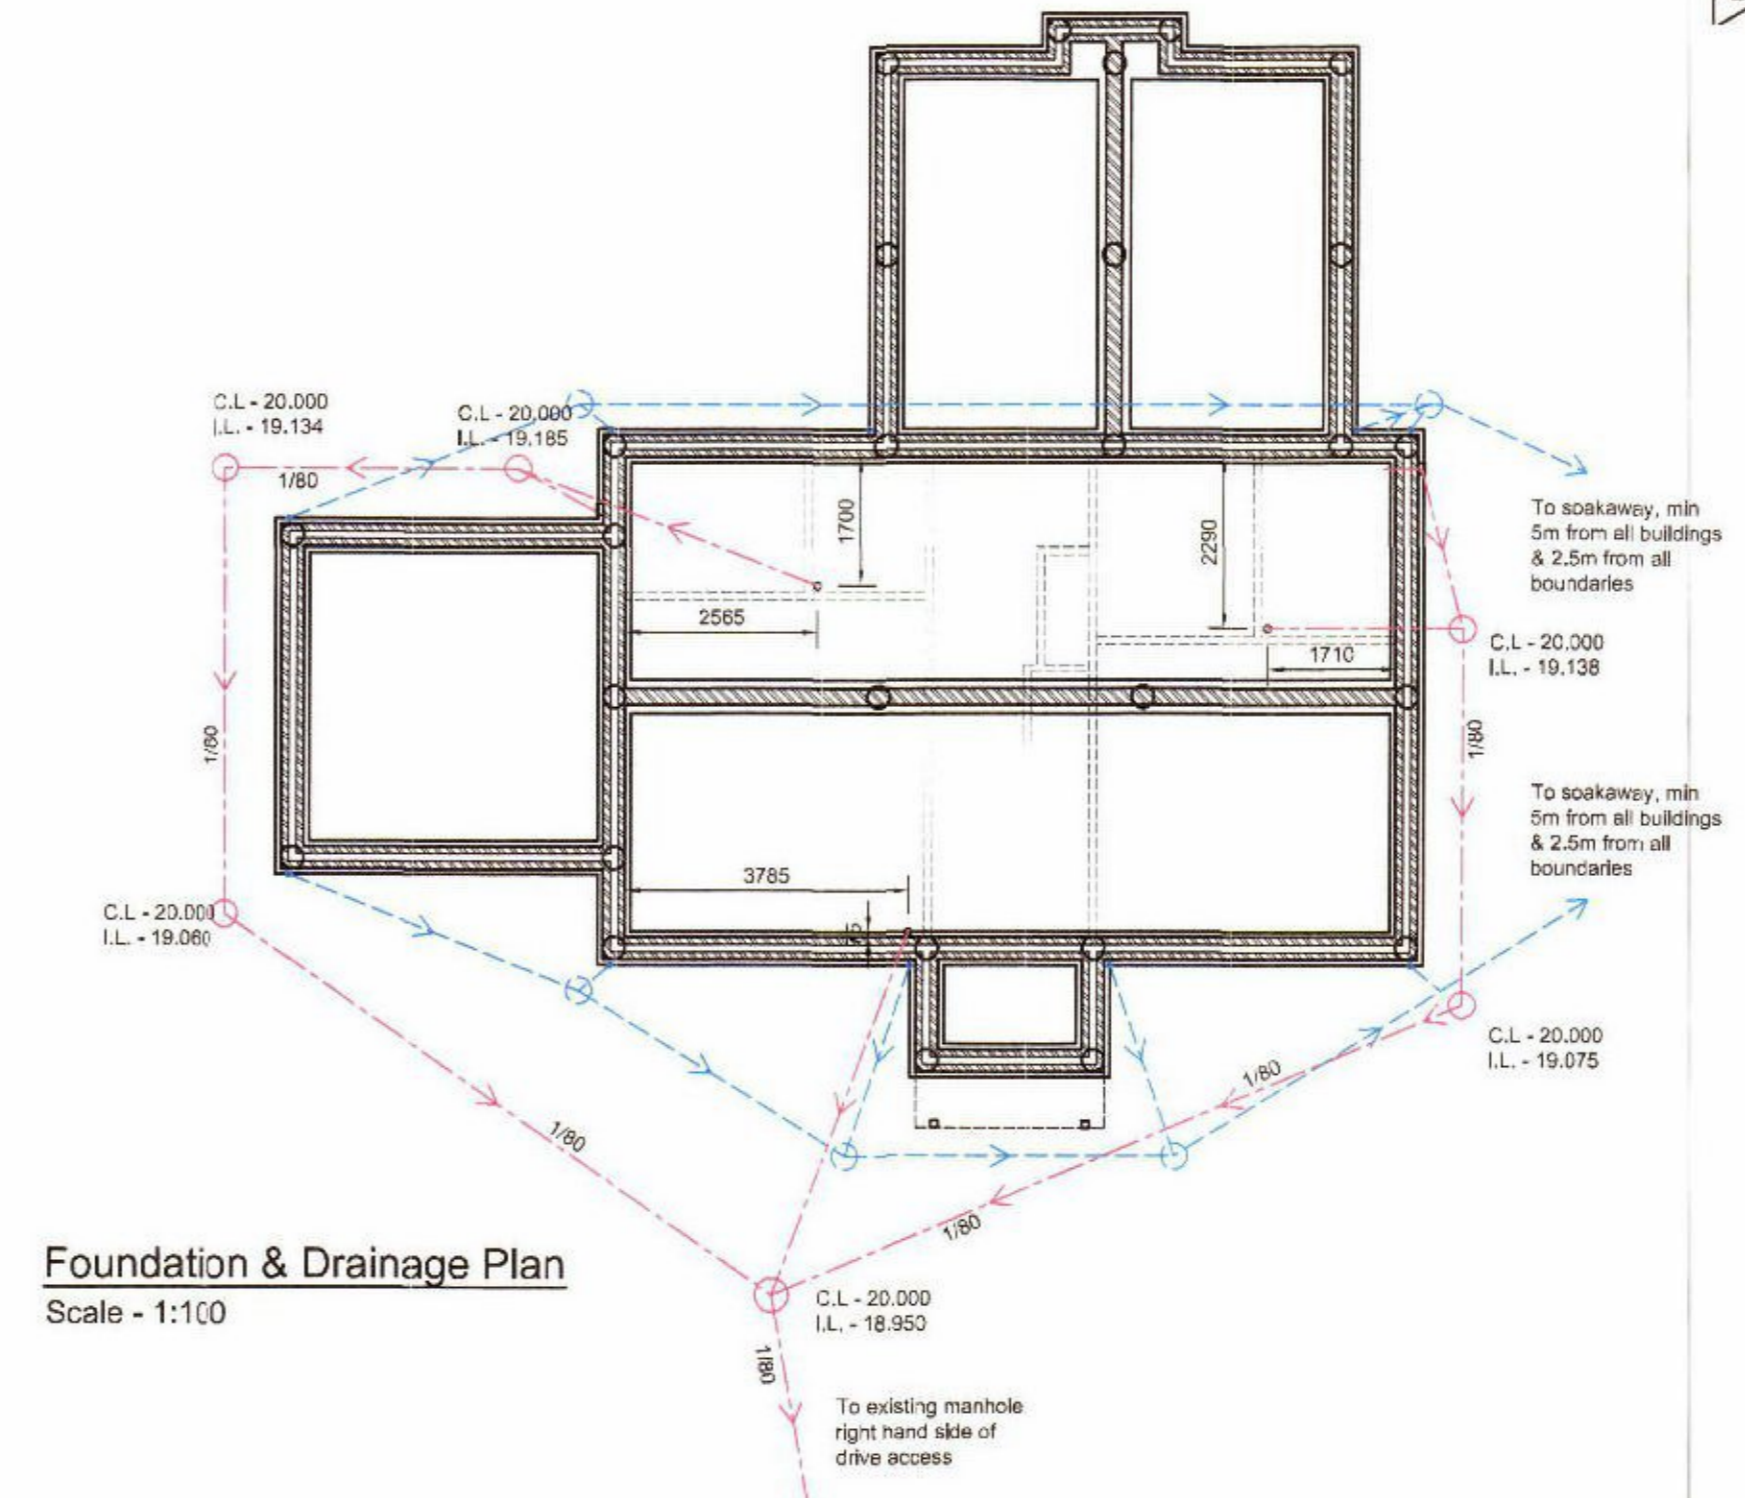 C.L - 20.000
I.L. - 19.134
C.L - 20.000
I.L. - 19.185
1/80
1700
2290
To soakaway, min
5m from all buildings
& 2.5m from all
boundaries
2565
1710
C.L - 20.000
I.L. - 19.138
1/80
1/80
To soakaway, min
5m from all buildings
& 2.5m from all
boundaries
3785
C.L - 20.000
I.L. - 19.060
C.L - 20.000
I.L. - 19.075
1/80
1/80
1/80
Foundation & Drainage Plan
Scale - 1:100
C.L - 20.000
I.L. - 18.950
1/80
To existing manhole
right hand side of
drive access